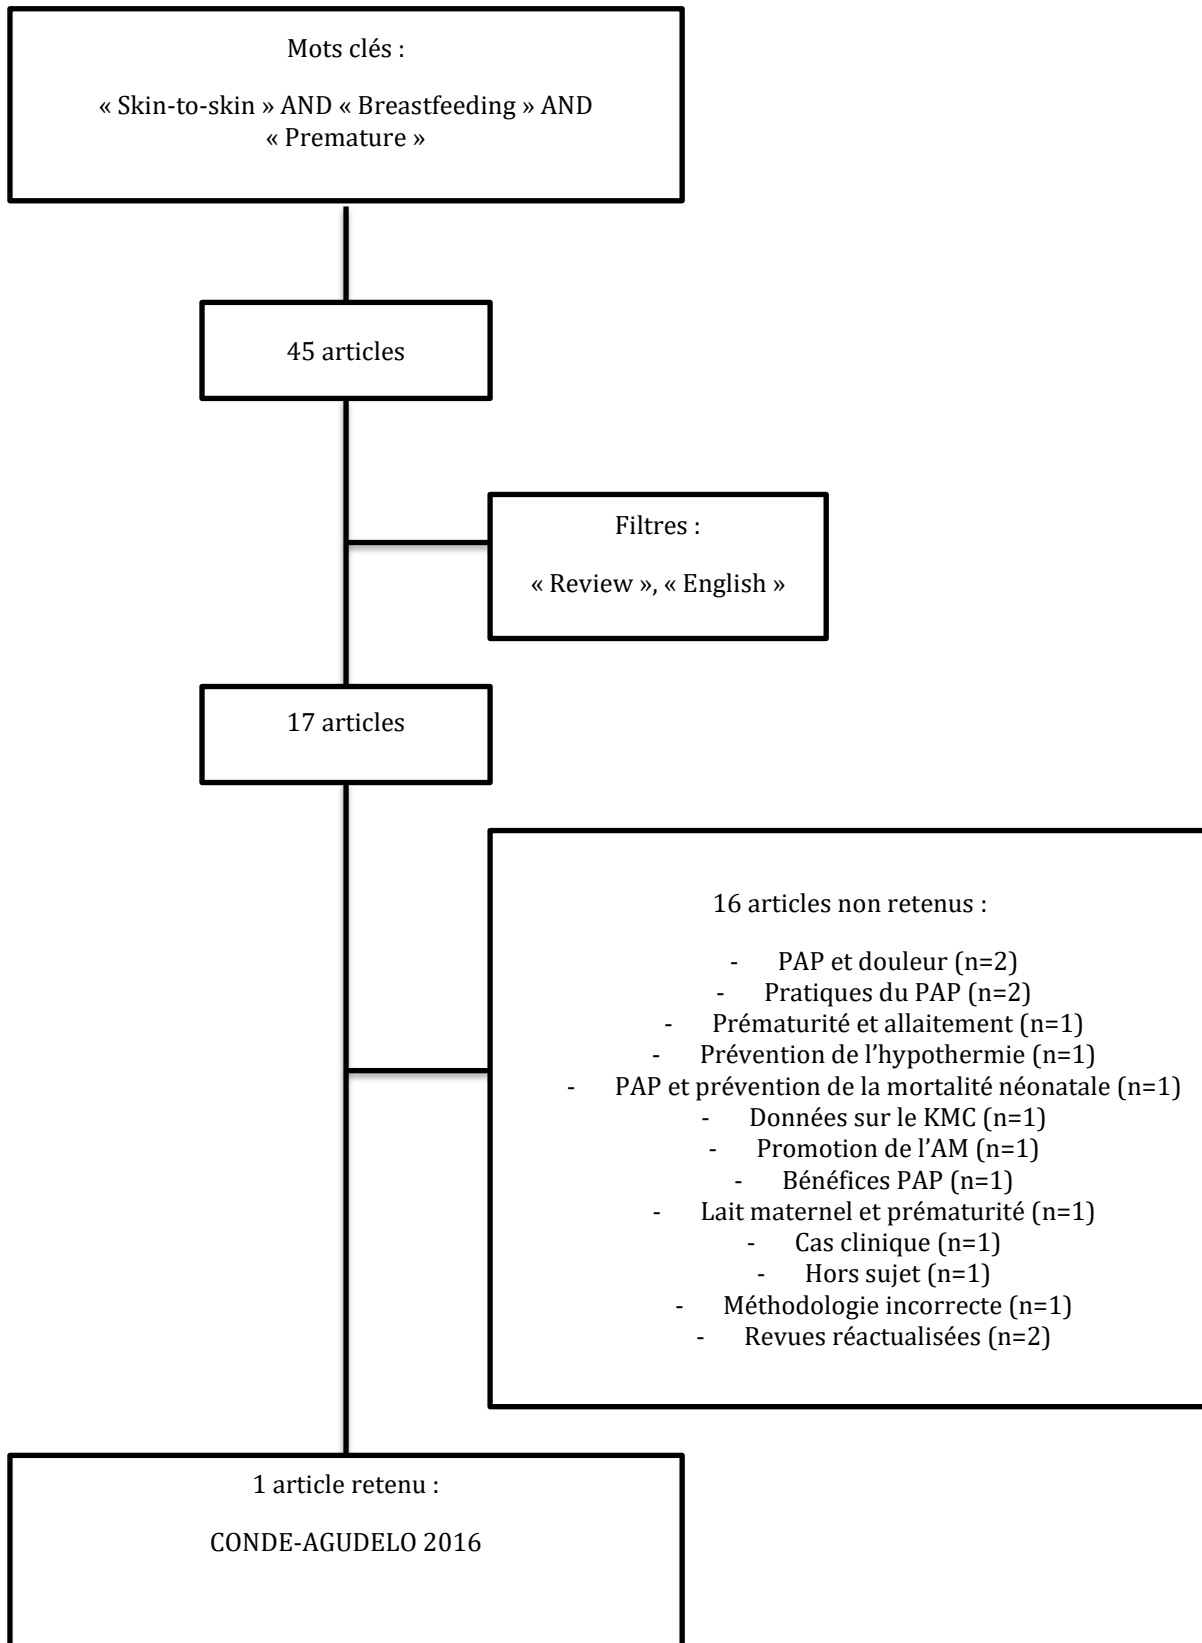 Mots clés :
« Skin-to-skin » AND « Breastfeeding » AND
« Premature »
45 articles
Filtres :
« Review », « English »
17 articles
16 articles non retenus :
- PAP et douleur (n=2)
- Pratiques du PAP (n=2)
- Prématurité et allaitement (n=1)
- Prévention de l’hypothermie (n=1)
- PAP et prévention de la mortalité néonatale (n=1)
- Données sur le KMC (n=1)
- Promotion de l’AM (n=1)
- Bénéfices PAP (n=1)
- Lait maternel et prématurité (n=1)
- Cas clinique (n=1)
- Hors sujet (n=1)
- Méthodologie incorrecte (n=1)
- Revues réactualisées (n=2)
1 article retenu :
CONDE-AGUDELO 2016